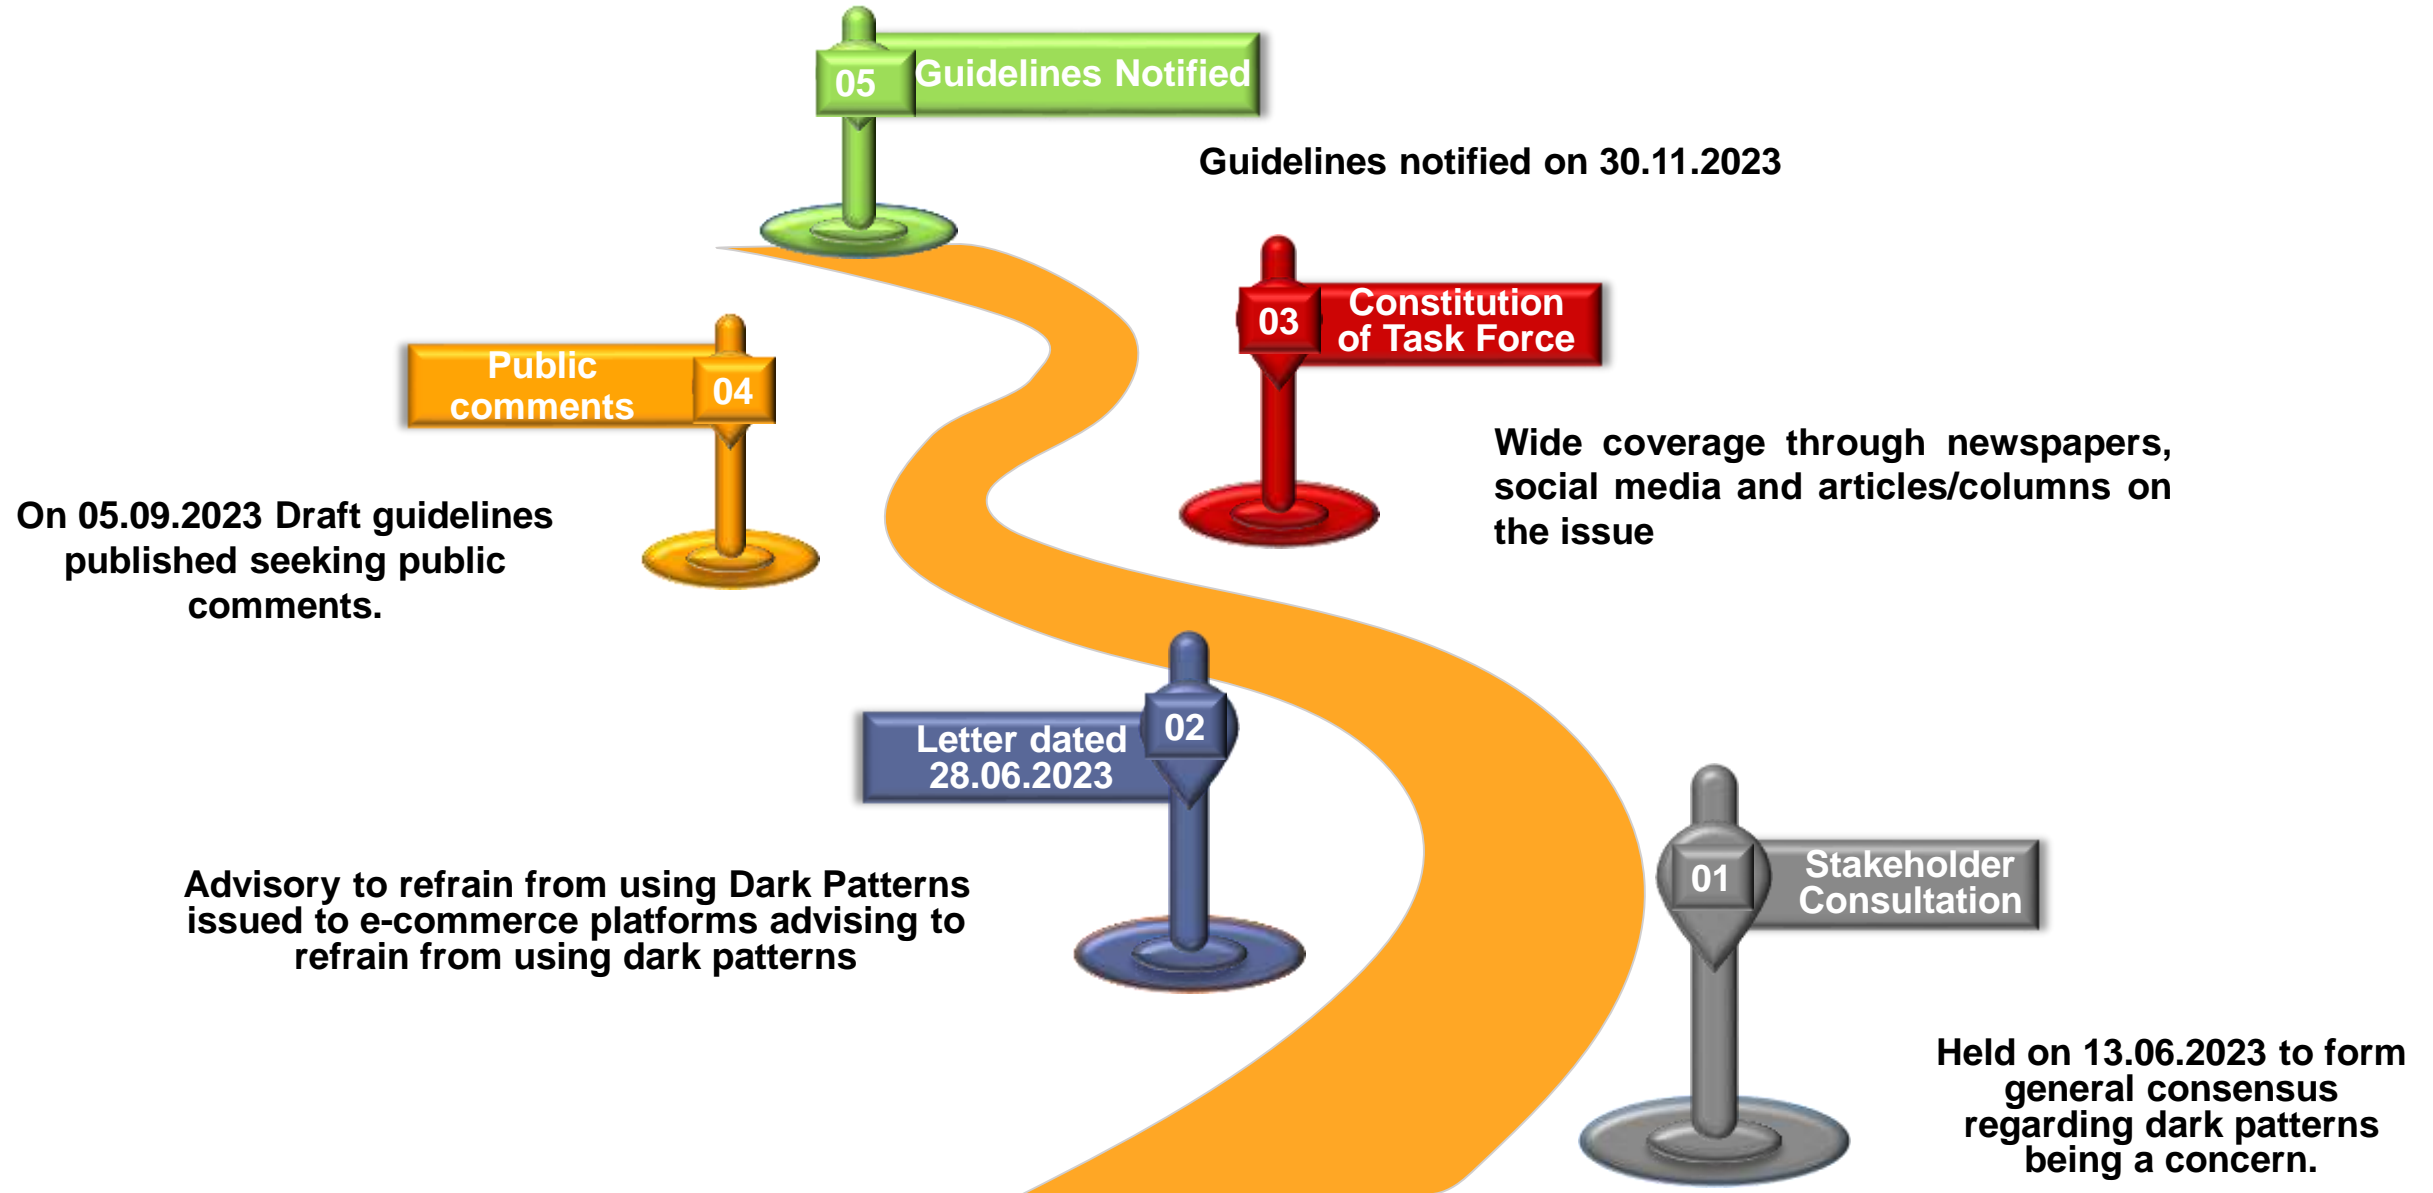 05
Guidelines Notified
Guidelines notified on 30.11.2023
03
Constitution
of Task Force
Wide coverage through newspapers,
social media and articles/columns on
the issue
Public
comments
04
On 05.09.2023 Draft guidelines
published seeking public
comments.
Letter dated
28.06.2023
02
Advisory to refrain from using Dark Patterns
issued to e-commerce platforms advising to
refrain from using dark patterns
01
Stakeholder
Consultation
Held on 13.06.2023 to form
general consensus
regarding dark patterns
being a concern.